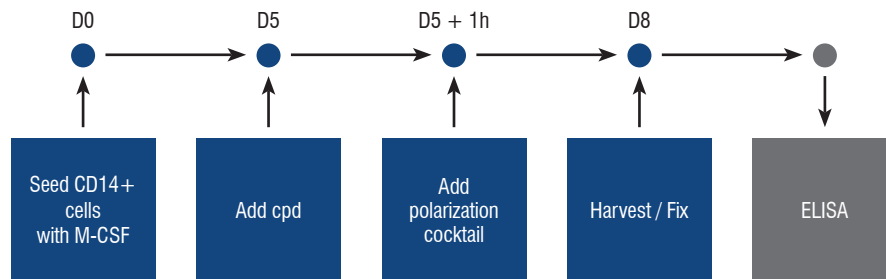 D0
D5
D5 + 1h
D8
Seed CD14+
cells
with M-CSF
Add cpd
Add
polarization
cocktail
Harvest / Fix
ELISA